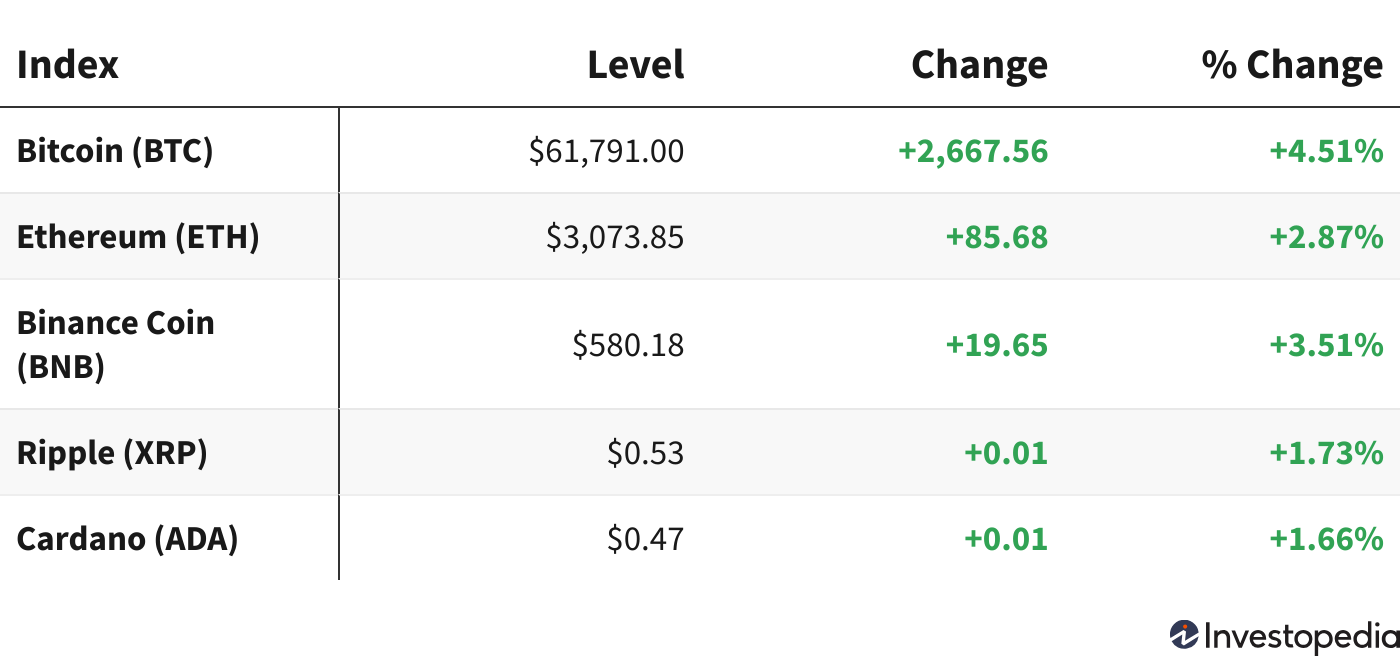 Index Level Change % Change
Bitcoin (BTC) $61,791.00 +2,667.56 +4.51%
Ethereum (ETH) $3,073.85 +85.68 +2.87%
Binance Coin
(BNB) $580.18 +19.65 +3.51%
Ripple (XRP) $0.53 +0.01 +1.73%
Cardano (ADA) $0.47 +0.01 +1.66%
Investopedia